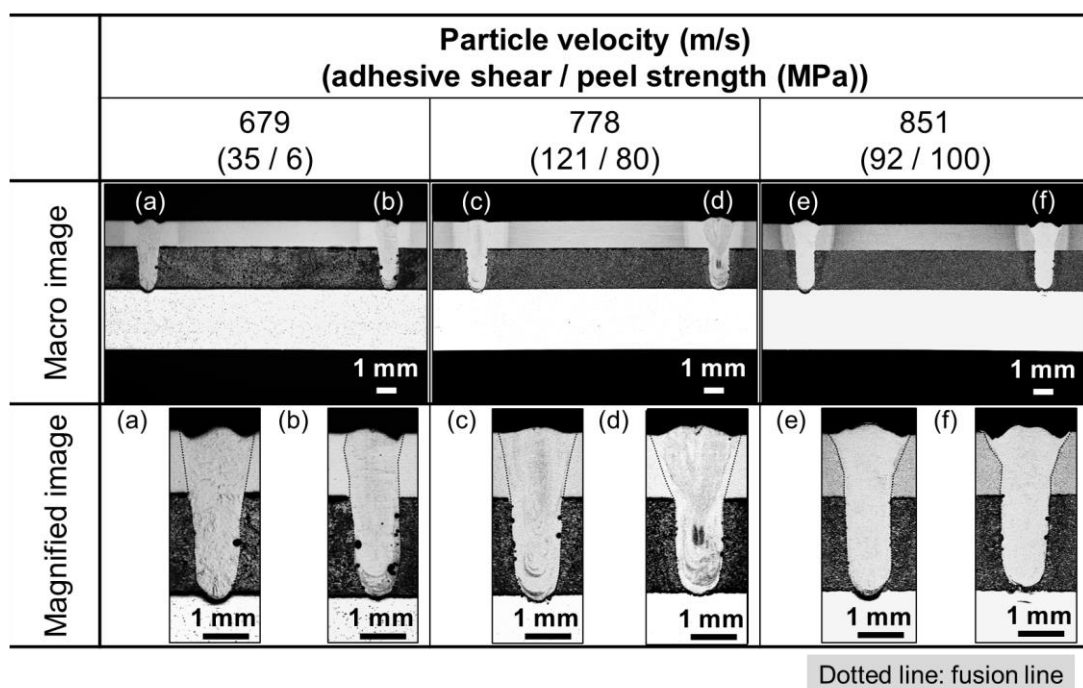 Particle velocity (m/s)
(adhesive shear / peel strength (MPa))
679 778 851
(35 / 6) (121 / 80) (92 / 100)
Macro image
(a) (b) (c) (d) (e) (f)
1 mm 1 mm 1 mm
Magnified image
(a) (b) (c) (d) (e) (f)
1 mm 1 mm 1 mm 1 mm 1 mm 1 mm
Dotted line: fusion line